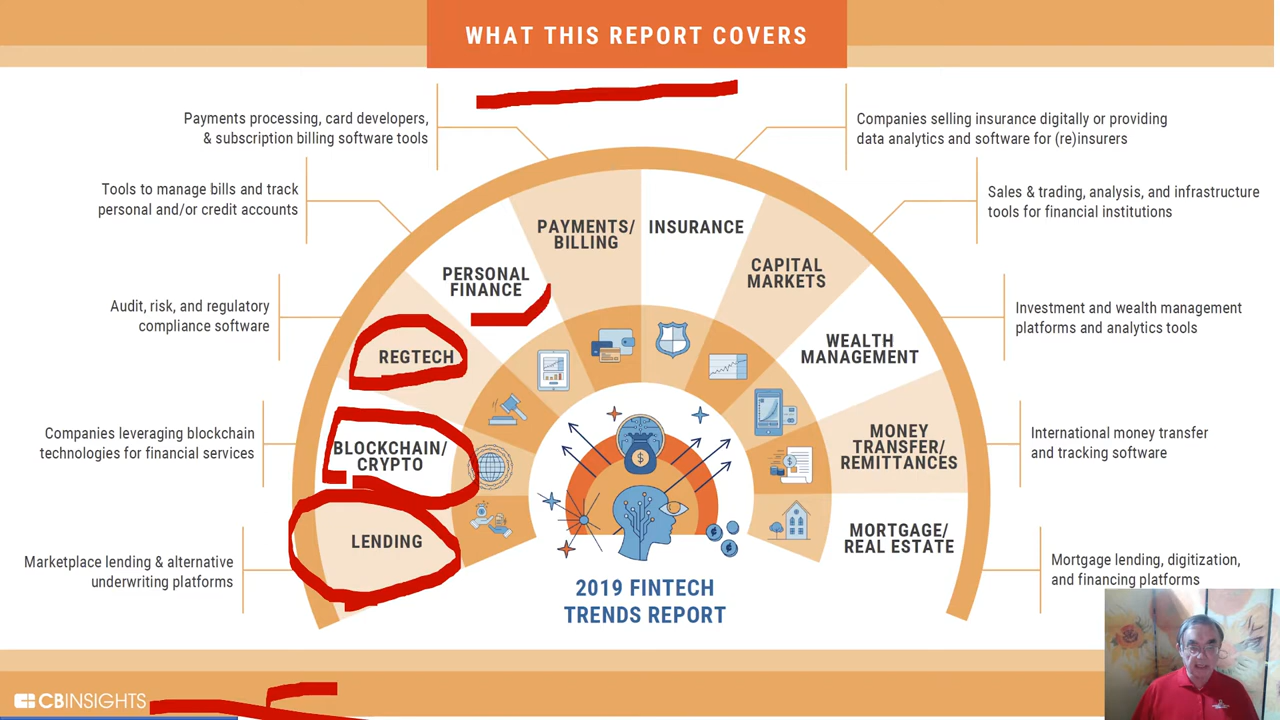 WHAT THIS REPORT COVERS
Payments processing, card developers,
& subscription billing software tools
Companies selling insurance digitally or providing
data analytics and software for (re)insurers
Tools to manage bills and track
personal and/or credit accounts
Sales & trading, analysis, and infrastructure
tools for financial institutions
Audit, risk, and regulatory
compliance software
Investment and wealth management
platforms and analytics tools
Companies leveraging blockchain
technologies for financial services
International money transfer
and tracking software
Marketplace lending & alternative
underwriting platforms
Mortgage lending, digitization,
and financing platforms
LENDING
BLOCKCHAIN/
CRYPTO
REGTECH
PERSONAL
FINANCE
PAYMENTS/
BILLING
INSURANCE
CAPITAL
MARKETS
WEALTH
MANAGEMENT
MONEY
TRANSFER/
REMITTANCES
MORTGAGE/
REAL ESTATE
2019 FINTECH
TRENDS REPORT
CBINSIGHTS